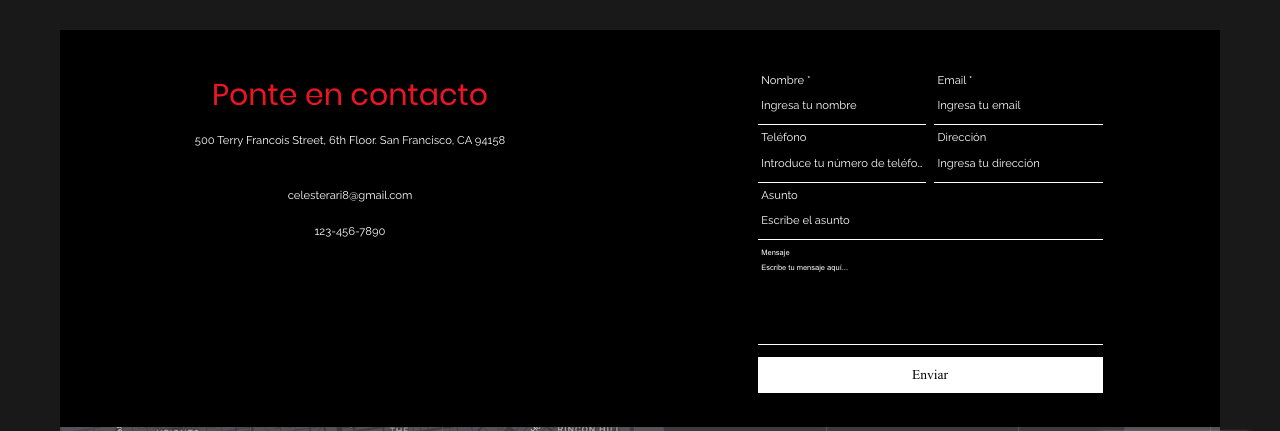 Ponte en contacto
500 Terry Francois Street, 6th Floor. San Francisco, CA 94158
celesterari8@gmail.com
123-456-7890
Nombre *
Email *
Ingresa tu nombre
Ingresa tu email
Teléfono
Dirección
Introduce tu número de teléfo...
Ingresa tu dirección
Asunto
Escribe el asunto
Mensaje
Escribe tu mensaje aquí...
Enviar
THE
RINCON HILL